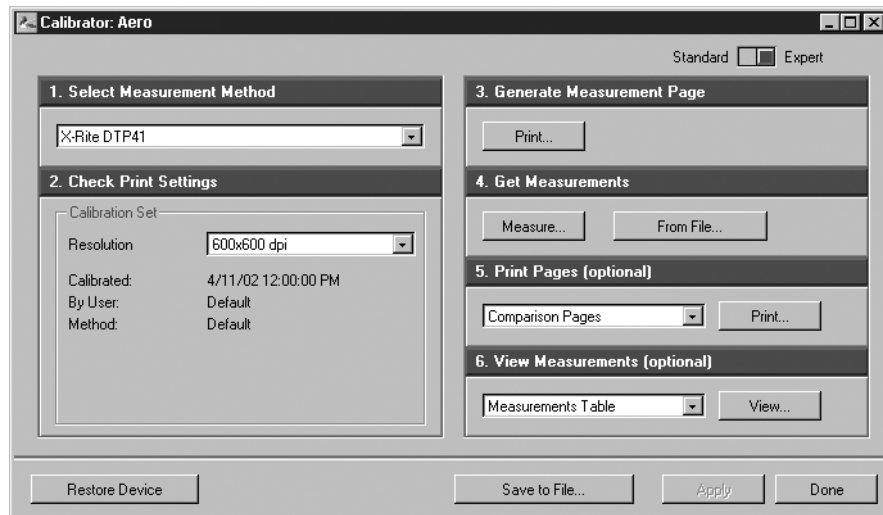 Calibrator: Aero
Standard Expert
1. Select Measurement Method
X-Rite DTP41
2. Check Print Settings
Calibration Set
Resolution 600x600 dpi
Calibrated: 4/11/02 12:00:00 PM
By User: Default
Method: Default
3. Generate Measurement Page
Print...
4. Get Measurements
Measure... From File...
5. Print Pages (optional)
Comparison Pages Print...
6. View Measurements (optional)
Measurements Table View...
Restore Device Save to File... Apply Done